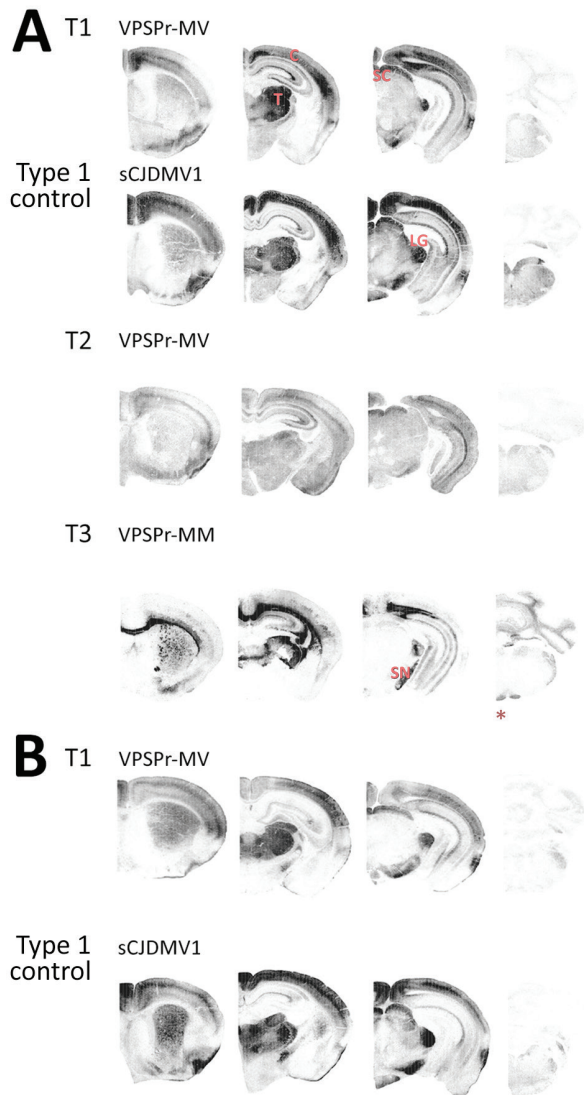 A T1 VPSPr-MV
C
T
SC
Type 1 control sCJDMV1
LG
T2 VPSPr-MV
T3 VPSPr-MM
SN
*
B T1 VPSPr-MV
Type 1 control sCJDMV1